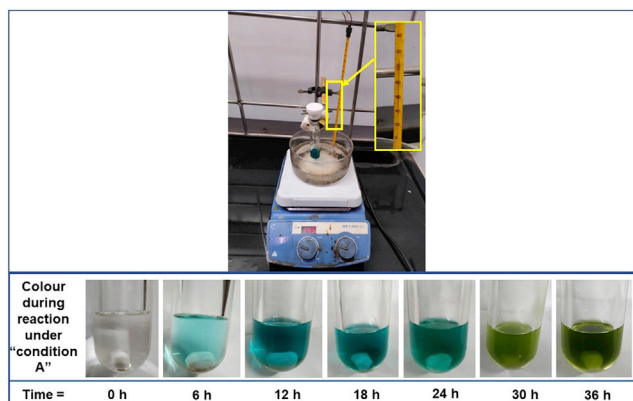 Colour
during
reaction
under
“condition
A”
Time = 0 h 6 h 12 h 18 h 24 h 30 h 36 h